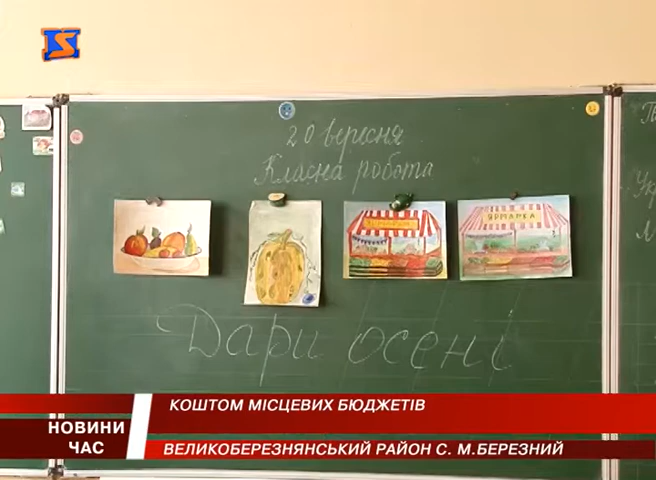 20 вересня
Класна робота
ЯРМАРКА
Дари осені
КОШТОМ МІСЦЕВИХ БЮДЖЕТІВ
НОВИНИ
ЧАС
ВЕЛИКОБЕРЕЗНЯНСЬКИЙ РАЙОН С. М.БЕРЕЗНИЙ